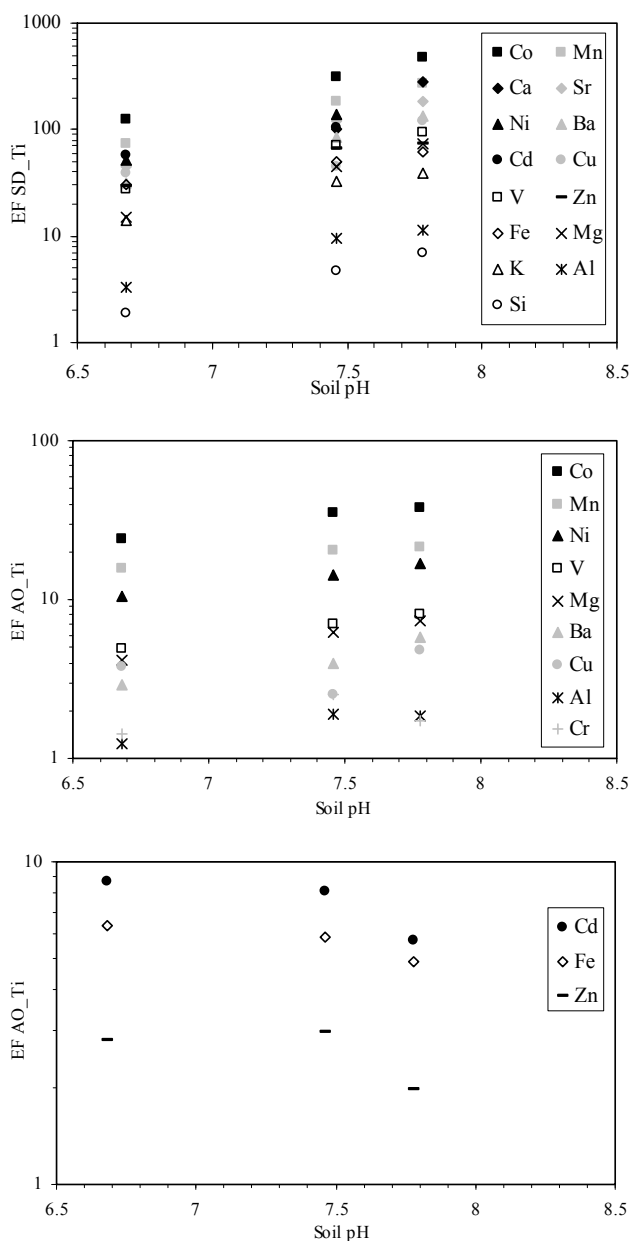 1000
100
10
1
EF SD_Ti
Co Mn
Ca Sr
Ni Ba
Cd Cu
V Zn
Fe Mg
K Al
Si
6.5 7 7.5 8 8.5
Soil pH
100
10
1
EF AO_Ti
Co
Mn
Ni
V
Mg
Ba
Cu
Al
Cr
6.5 7 7.5 8 8.5
Soil pH
10
1
EF AO_Ti
Cd
Fe
Zn
6.5 7 7.5 8 8.5
Soil pH